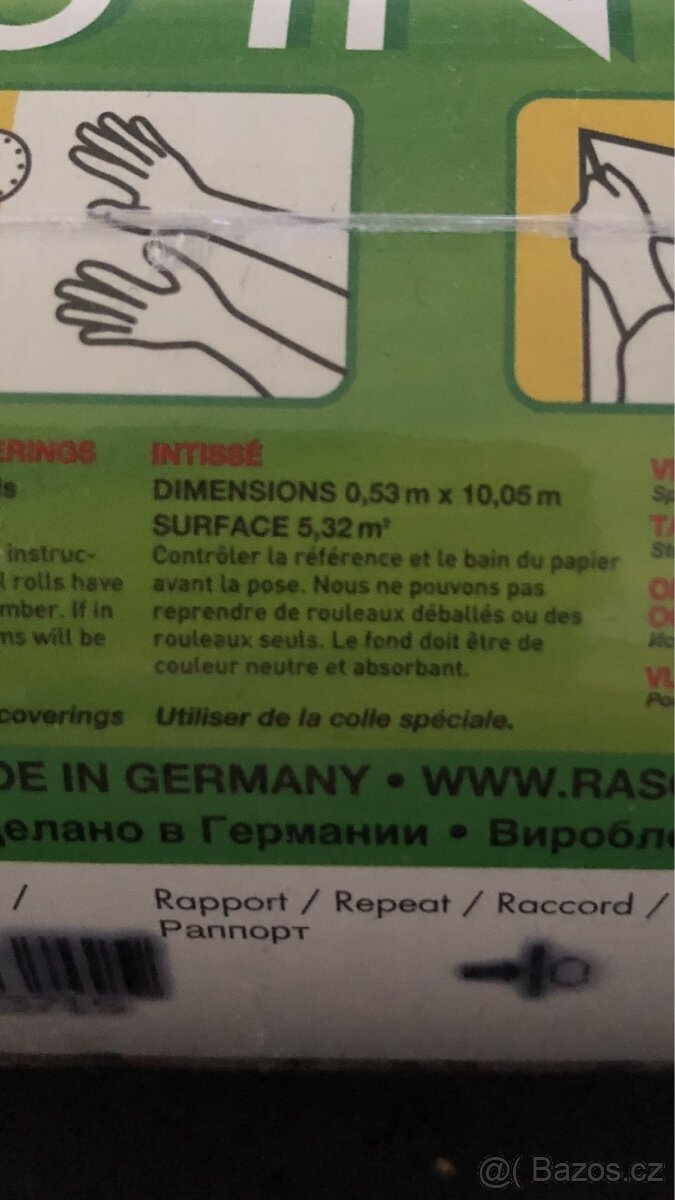 ERINGS
ls
instruc-
l rolls have
mber. If in
ms will be
coverings
INTISSÉ
DIMENSIONS 0,53 m x 10,05 m
SURFACE 5,32 m²
Contrôler la référence et le bain du papier
avant la pose. Nous ne pouvons pas
reprendre de rouleaux déballés ou des
rouleaux seuls. Le fond doit être de
couleur neutre et absorbant.
Utiliser de la colle spéciale.
DE IN GERMANY • WWW.RASC
делано в Германии • Виробле
/
Rapport / Repeat / Raccord /
Раппорт
@( Bazos.cz